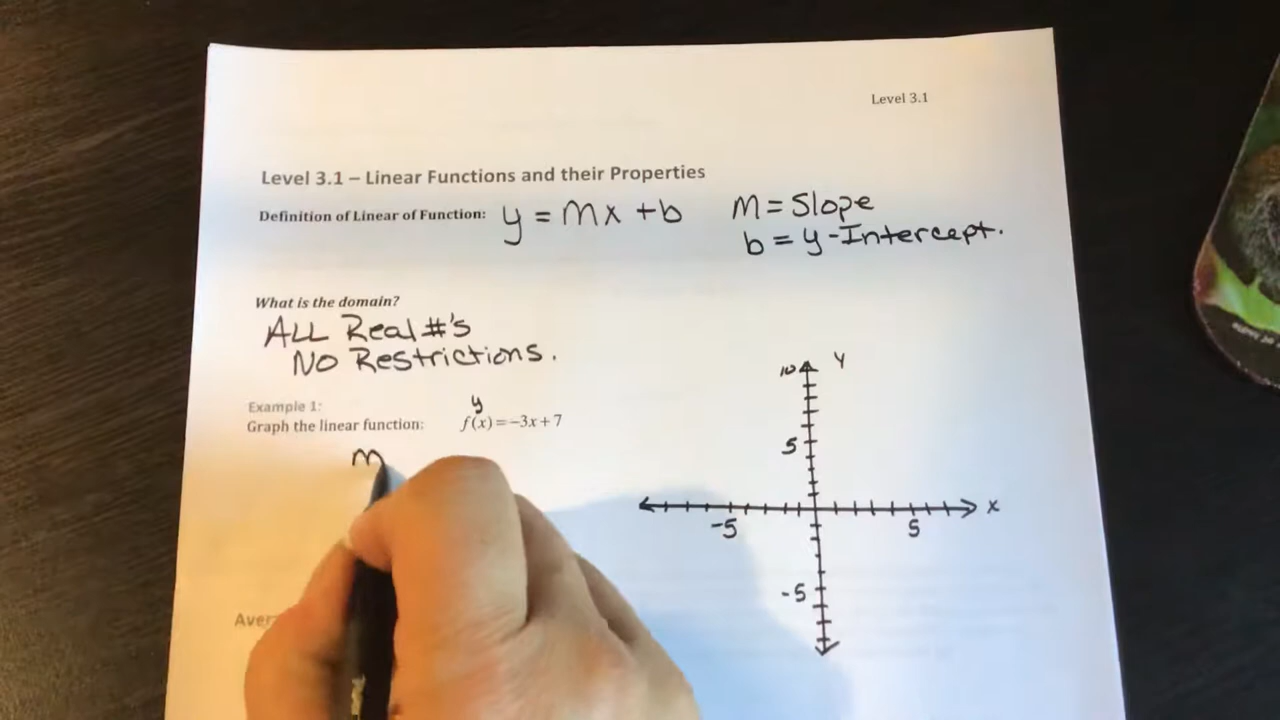 Level 3.1
Level 3.1 – Linear Functions and their Properties
Definition of Linear of Function: y = mx + b
M = Slope
b = y-Intercept.
What is the domain?
ALL Real #'s
NO Restrictions.
Example 1:
y
Graph the linear function: f(x) = −3x + 7
m
10 y
5
-5 5 x
-5